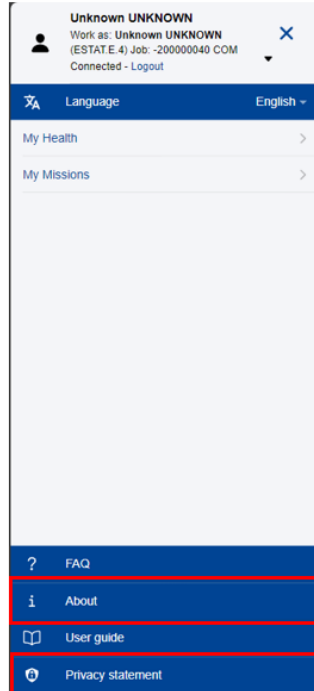 Unknown UNKNOWN
Work as: Unknown UNKNOWN
(ESTAT.E.4) Job: -200000040 COM
Connected - Logout
Language English
My Health
My Missions
? FAQ
i About
User guide
Privacy statement